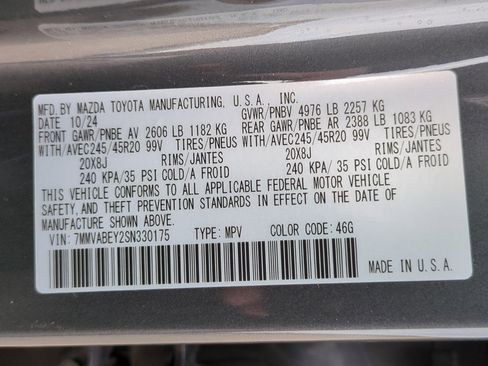 MFD.BY MAZDA TOYOTA MANUFACTURING, U.S.A., INC.
DATE 10/24 GVWR/PNBV 4976 LB 2257 KG
FRONT GAWR/PNBE AV 2606 LB 1182 KG REAR GAWR/PNBE AR 2388 LB 1083 KG
WITH/AVEC245/45R20 99V TIRES/PNEUS WITH/AVEC245/45R20 99V TIRES/PNEUS
20X8J RIMS/JANTES 20X8J RIMS/JANTES
240 KPA/ 35 PSI COLD/A FROID 240 KPA/ 35 PSI COLD/A FROID
THIS VEHICLE CONFORMS TO ALL APPLICABLE FEDERAL MOTOR VEHICLE
SAFETY,AND THEFT PREVENTION STANDARDS IN EFFECT ON THE DATE OF
MANUFACTURE SHOWN ABOVE.
VIN: 7MMVABEY2SN330175 TYPE: MPV COLOR CODE: 46G
MADE IN U.S.A.